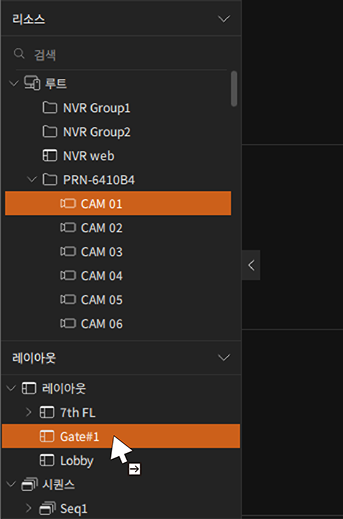 리소스
검색
루트
NVR Group1
NVR Group2
NVR web
PRN-6410B4
CAM 01
CAM 02
CAM 03
CAM 04
CAM 05
CAM 06
레이아웃
레이아웃
7th FL
Gate#1
Lobby
시퀀스
Seq1